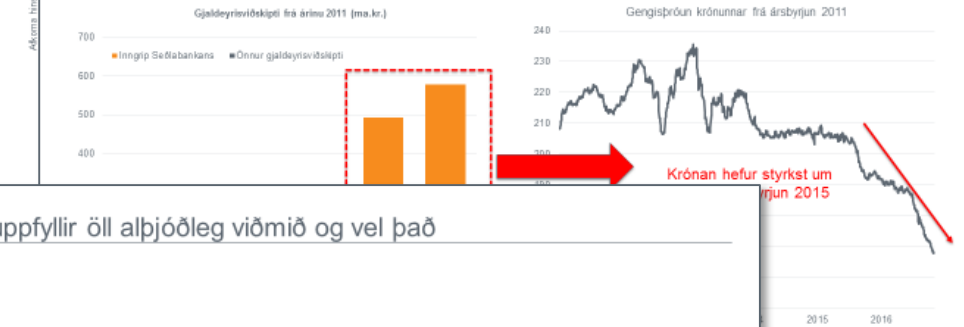 Gjaldeyrisviðskipti frá árinu 2011 (ma.kr.)
Inngrip Seðlabankans
Önnur gjaldeyrisviðskipti
700
600
500
400
Gengisþróun krónunnar frá ársbyrjun 2011
240
230
220
210
200
Krónan hefur styrkst um
2015
2015
2016
uppfyllir öll alþjóðleg viðmið og vel það